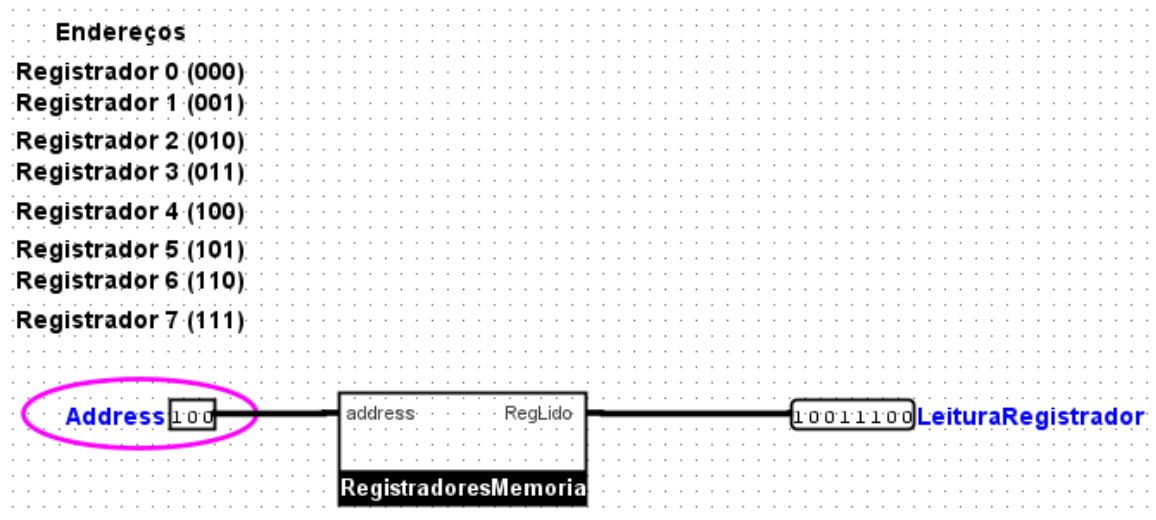 Endereços
Registrador 0 (000)
Registrador 1 (001)
Registrador 2 (010)
Registrador 3 (011)
Registrador 4 (100)
Registrador 5 (101)
Registrador 6 (110)
Registrador 7 (111)
Address 100 address RegLido 10011100 LeituraRegistrador
RegistradoresMemoria